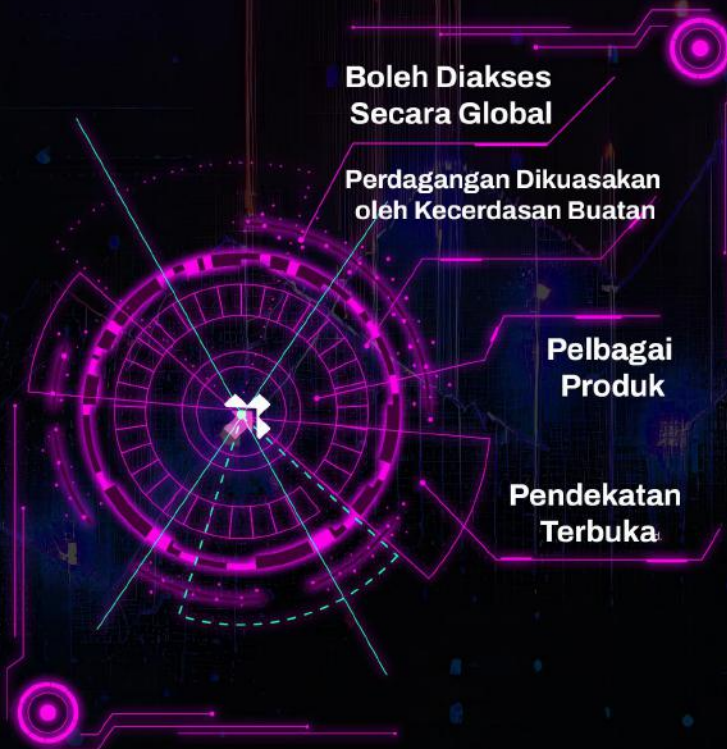 Boleh Diakses
Secara Global
Perdagangan Dikuasakan
oleh Kecerdasan Buatan
Pelbagai
Produk
Pendekatan
Terbuka